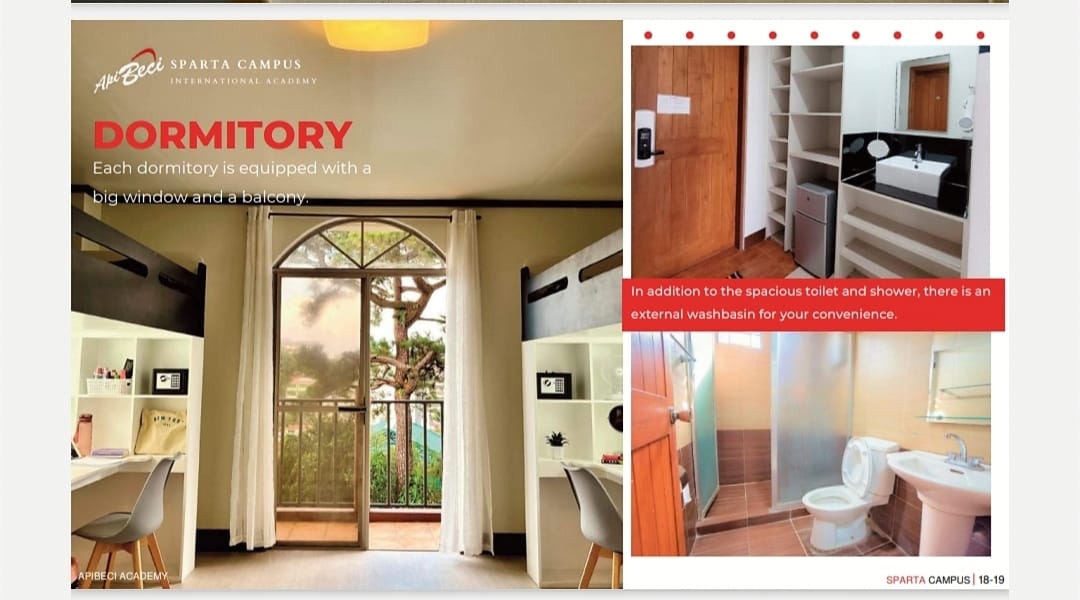 ApiBeci SPARTA CAMPUS
INTERNATIONAL ACADEMY
DORMITORY
Each dormitory is equipped with a
big window and a balcony.
In addition to the spacious toilet and shower, there is an
external washbasin for your convenience.
APIBECI ACADEMY
SPARTA CAMPUS | 18-19